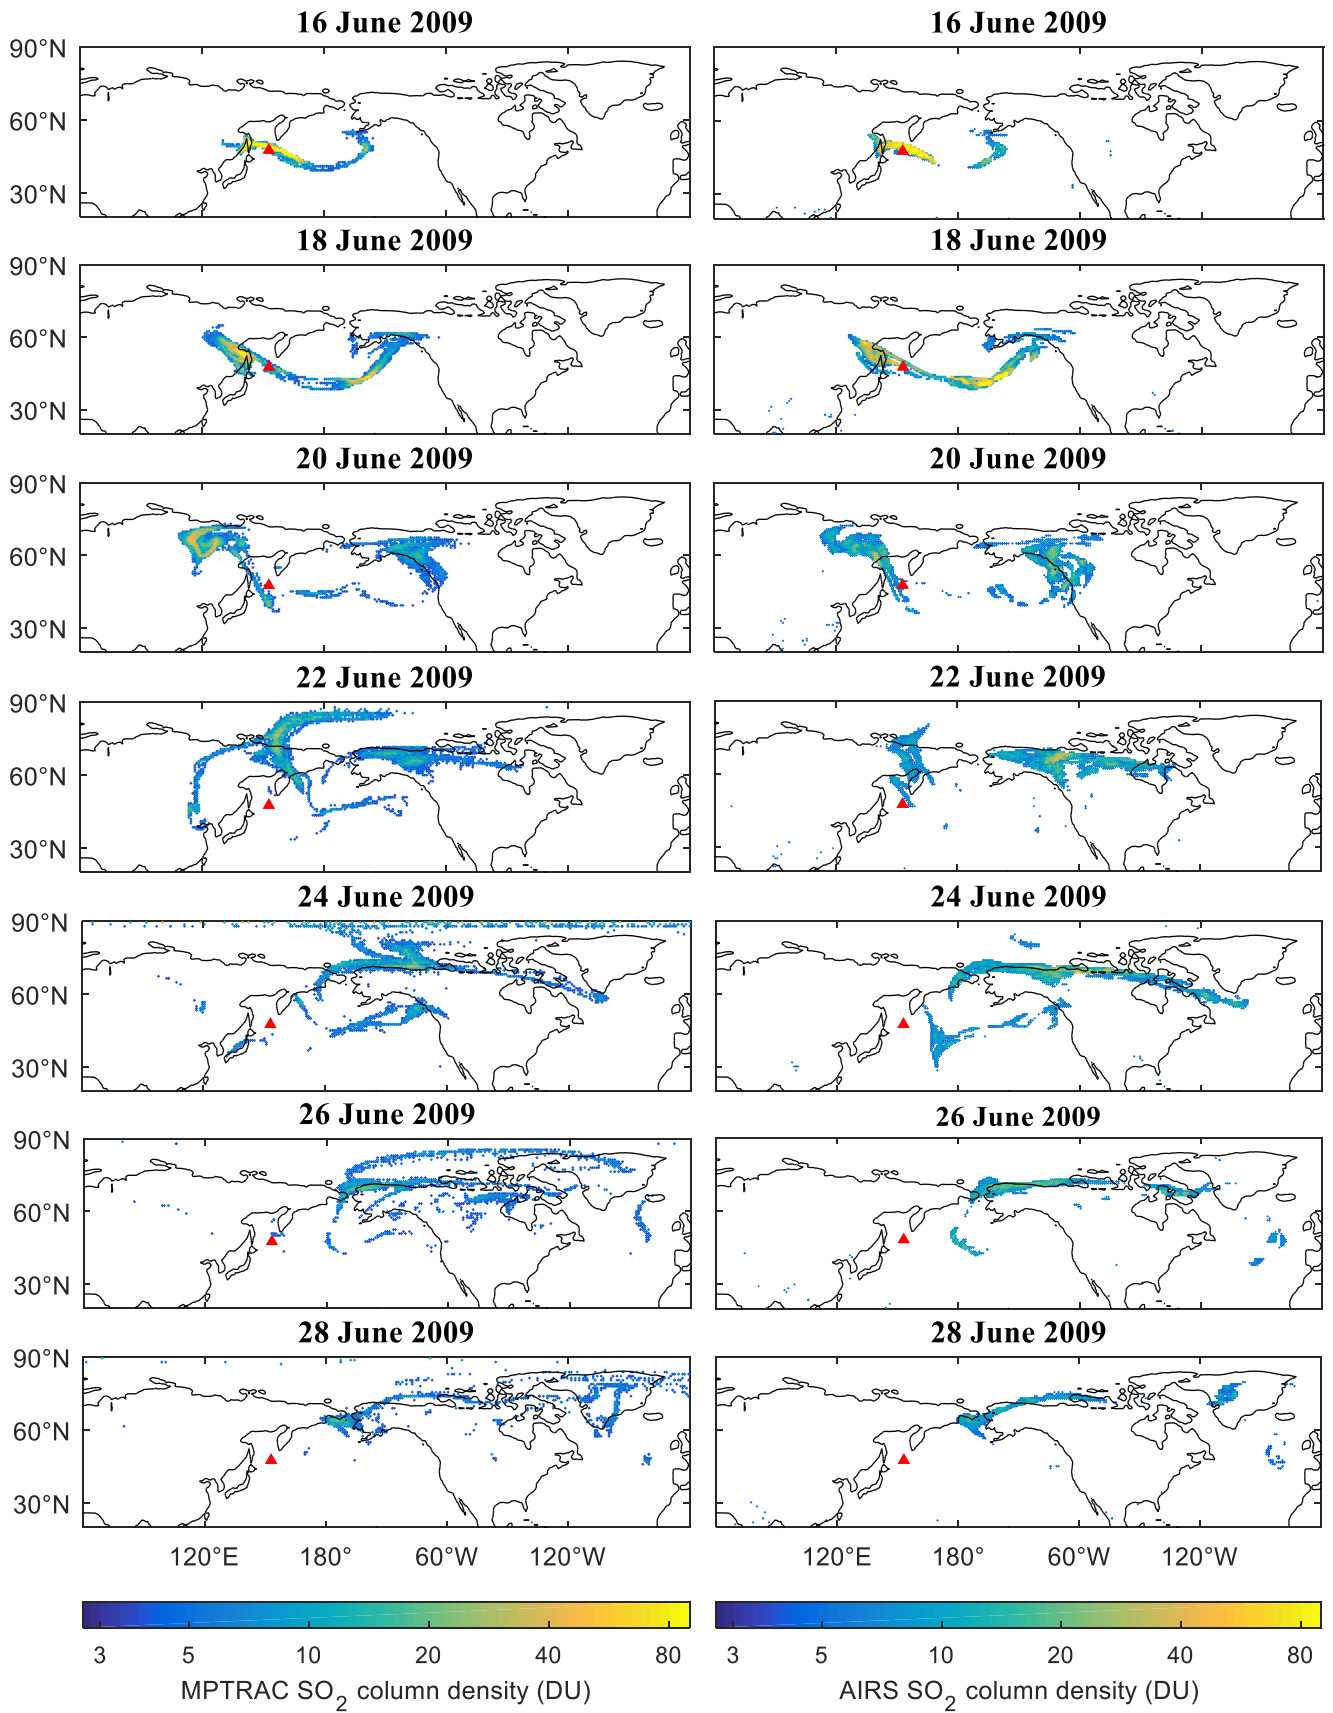 16 June 2009 16 June 2009
90°N
60°N
30°N
18 June 2009 18 June 2009
90°N
60°N
30°N
20 June 2009 20 June 2009
90°N
60°N
30°N
22 June 2009 22 June 2009
90°N
60°N
30°N
24 June 2009 24 June 2009
90°N
60°N
30°N
26 June 2009 26 June 2009
90°N
60°N
30°N
28 June 2009 28 June 2009
90°N
60°N
30°N
120°E 180° 60°W 120°W 120°E 180° 60°W 120°W
3 5 10 20 40 80 3 5 10 20 40 80
MPTRAC SO2 column density (DU) AIRS SO2 column density (DU)